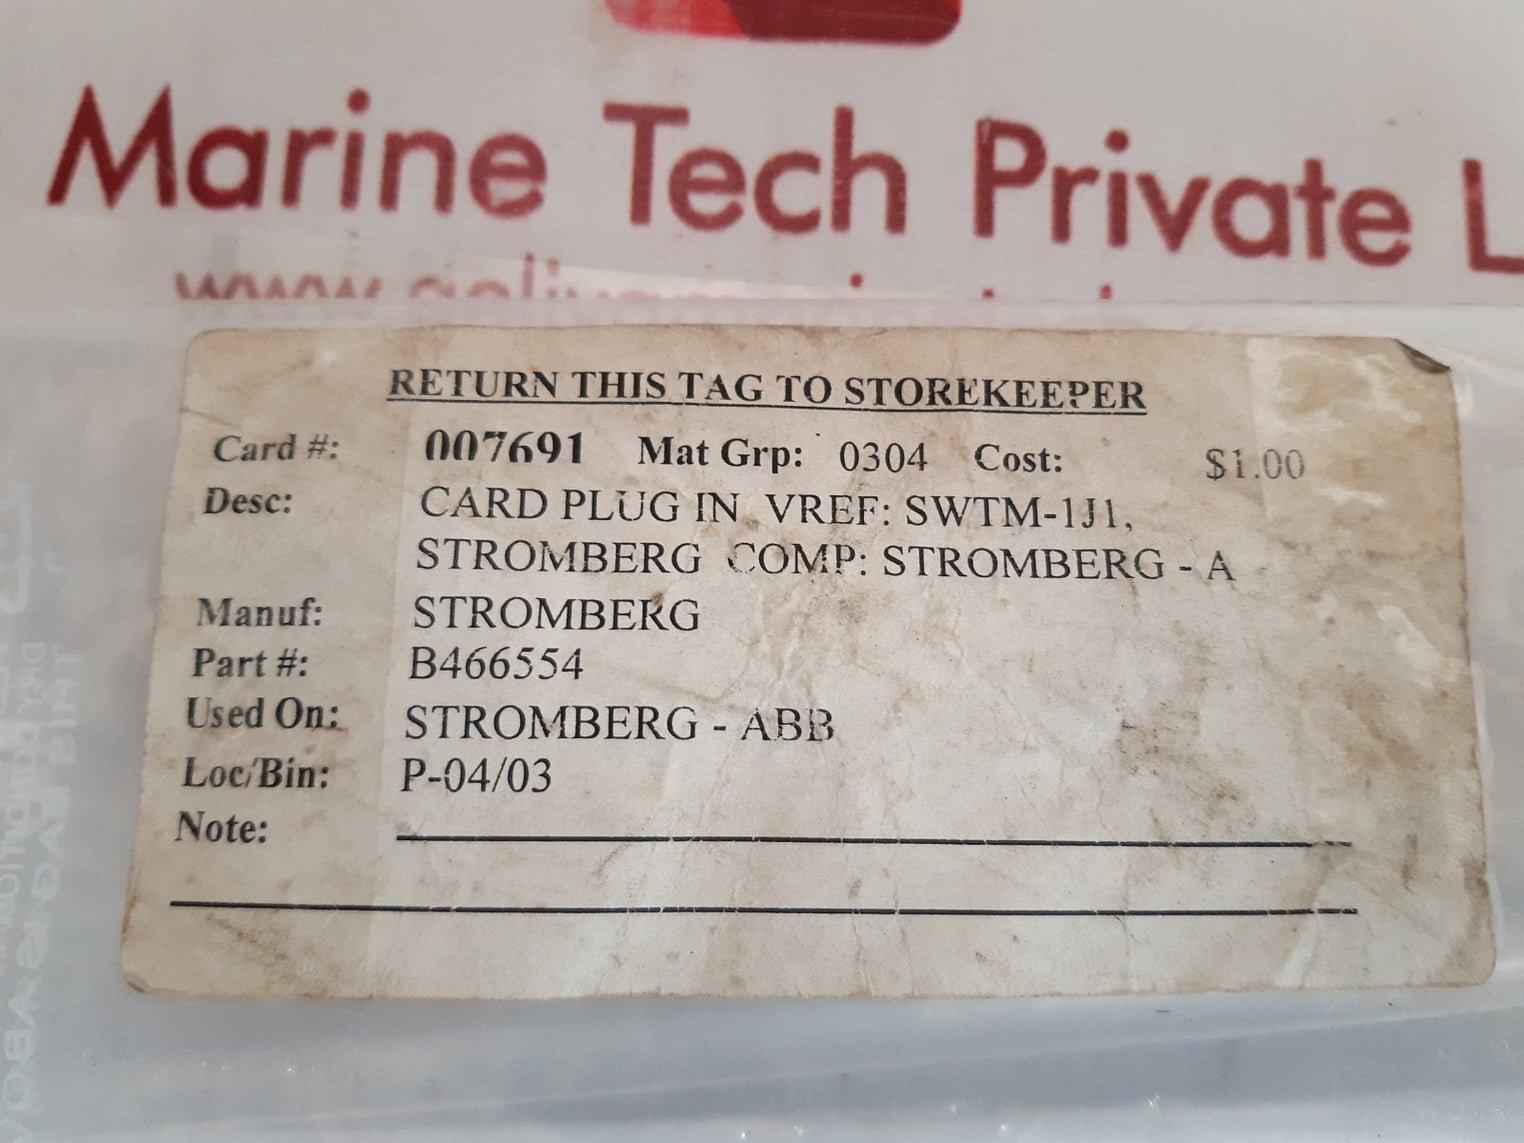 Marine Tech Private L
RETURN THIS TAG TO STOREKEEPER
Card #: 007691 Mat Grp: 0304 Cost: $1.00
Desc: CARD PLUG IN VREF: SWTM-1J1,
STROMBERG COMP: STROMBERG - A
Manuf: STROMBERG
Part #: B466554
Used On: STROMBERG - ABB
Loc/Bin: P-04/03
Note: